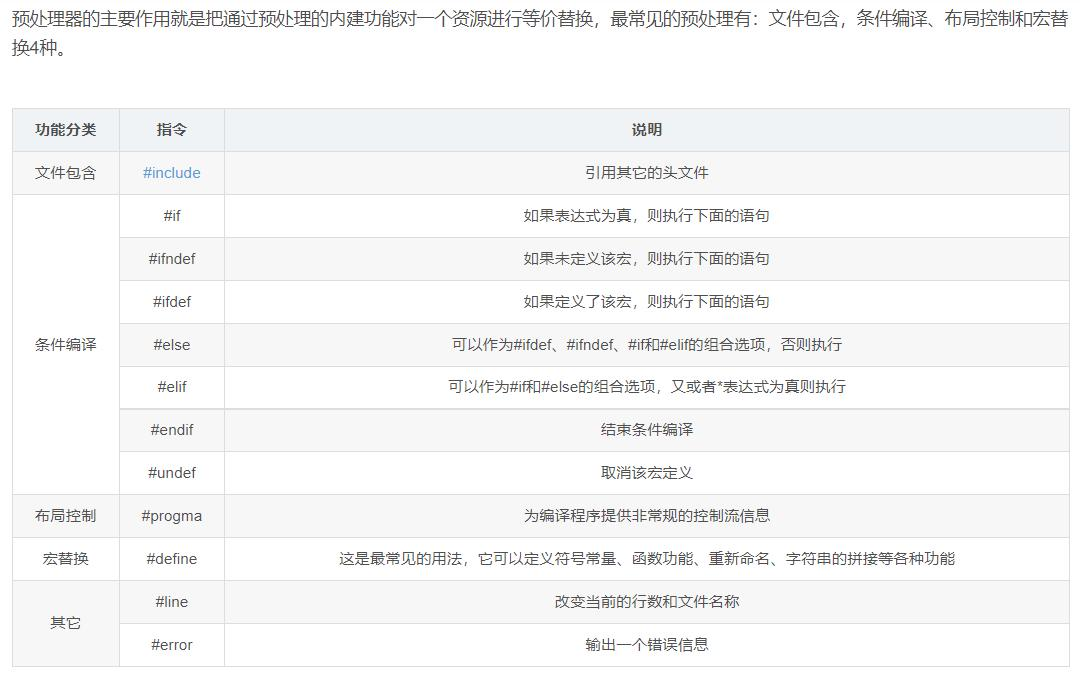 预处理器的主要作用就是把通过预处理的内建功能对一个资源进行等价替换，最常见的预处理有：文件包含，条件编译、布局控制和宏替
换4种。
功能分类 指令 说明
文件包含 #include 引用其它的头文件
条件编译 #if 如果表达式为真，则执行下面的语句
#ifndef 如果未定义该宏，则执行下面的语句
#ifdef 如果定义了该宏，则执行下面的语句
#else 可以作为#ifdef、#ifndef、#if和#elif的组合选项，否则执行
#elif 可以作为#if和#else的组合选项，又或者*表达式为真则执行
#endif 结束条件编译
#undef 取消该宏定义
布局控制 #progma 为编译程序提供非常规的控制流信息
宏替换 #define 这是最常见的用法，它可以定义符号常量、函数功能、重新命名、字符串的拼接等各种功能
其它 #line 改变当前的行数和文件名称
#error 输出一个错误信息